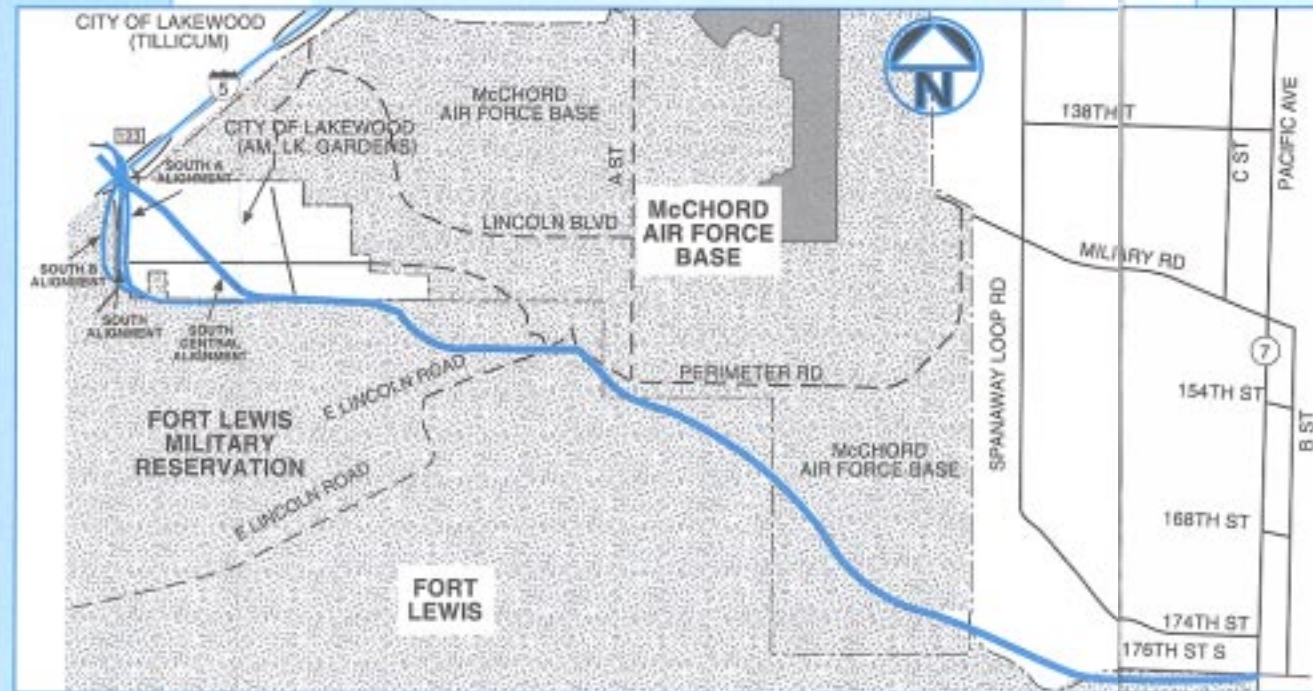 CITY OF LAKEWOOD
(TILLICUM)
5
123
McCHORD
AIR FORCE BASE
CITY OF LAKEWOOD
(AM. LK. GARDENS)
SOUTH A
ALIGNMENT
A ST
LINCOLN BLVD
McCHORD
AIR FORCE
BASE
N
138TH T
C ST
PACIFIC AVE
MILIARY RD
SOUTH B
ALIGNMENT
SOUTH
ALIGNMENT
SOUTH
CENTRAL
ALIGNMENT
SPANAWAY LOOP RD
7
E LINCOLN ROAD
PERIMETER RD
154TH ST
B ST
FORT LEWIS
MILITARY
RESERVATION
McCHORD
AIR FORCE BASE
E LINCOLN ROAD
168TH ST
FORT
LEWIS
174TH ST
176TH ST S